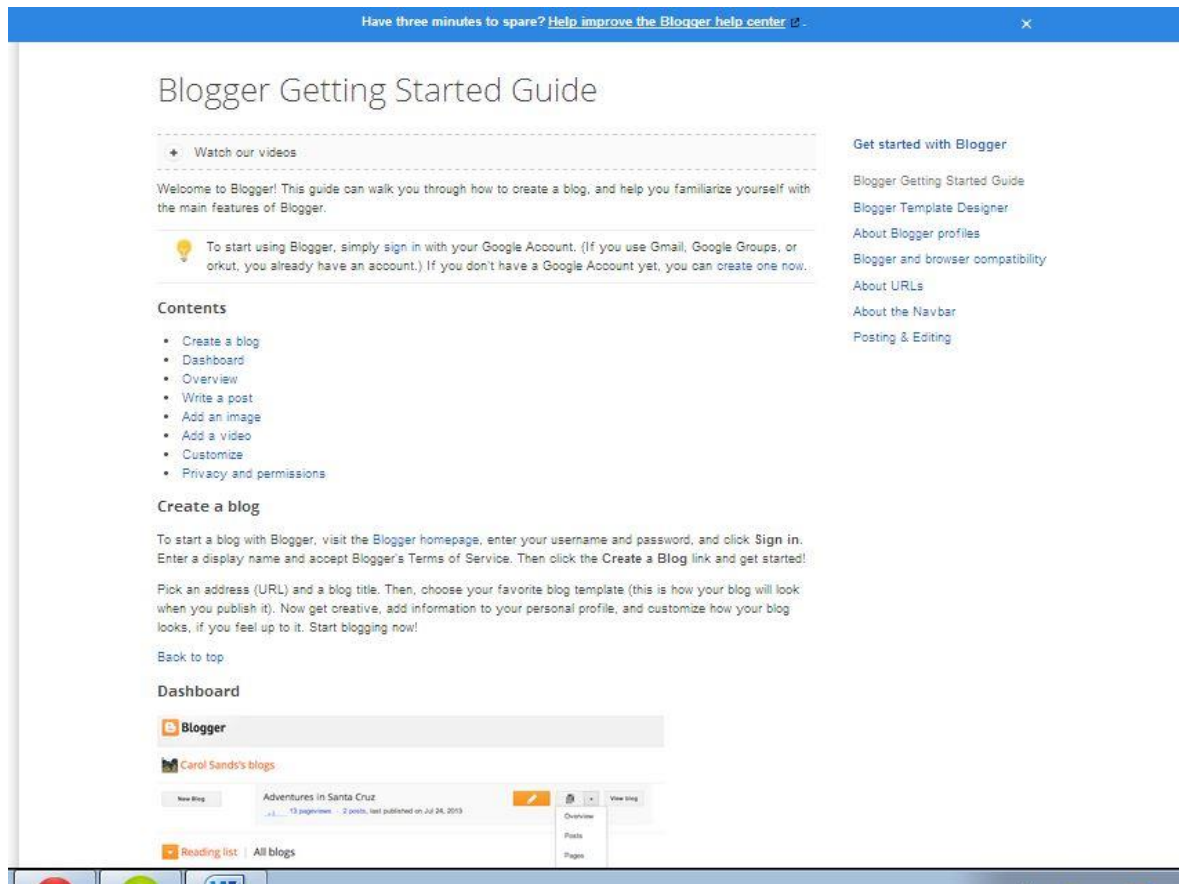 Have three minutes to spare? Help improve the Blogger help center.
Blogger Getting Started Guide
Watch our videos
Welcome to Blogger! This guide can walk you through how to create a blog, and help you familiarize yourself with
the main features of Blogger.
To start using Blogger, simply sign in with your Google Account. (If you use Gmail, Google Groups, or
orkut, you already have an account.) If you don't have a Google Account yet, you can create one now.
Contents
• Create a blog
• Dashboard
• Overview
• Write a post
• Add an image
• Add a video
• Customize
• Privacy and permissions
Create a blog
To start a blog with Blogger, visit the Blogger homepage, enter your username and password, and click Sign in.
Enter a display name and accept Blogger's Terms of Service. Then click the Create a Blog link and get started!
Pick an address (URL) and a blog title. Then, choose your favorite blog template (this is how your blog will look
when you publish it). Now get creative, add information to your personal profile, and customize how your blog
looks, if you feel up to it. Start blogging now!
Back to top
Dashboard
Blogger
Carol Sands's blogs
New Blog
Adventures in Santa Cruz
13 pageviews - 2 posts, last published on Jul 24, 2013
View blog
Overview
Posts
Pages
Reading list | All blogs
Get started with Blogger
Blogger Getting Started Guide
Blogger Template Designer
About Blogger profiles
Blogger and browser compatibility
About URLs
About the Navbar
Posting & Editing